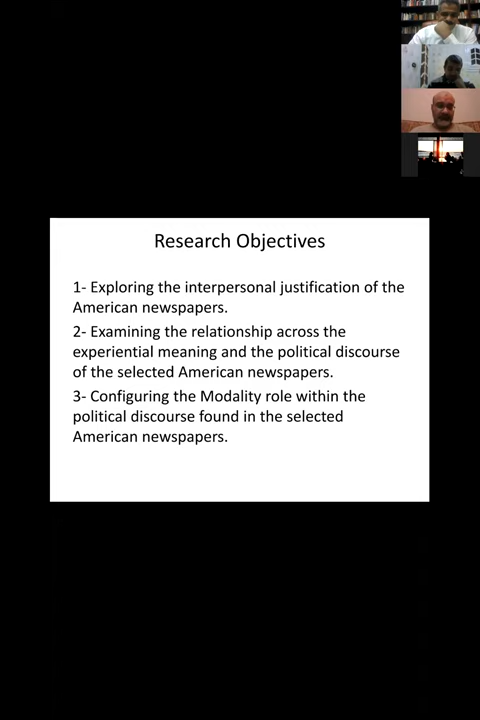 Research Objectives
1- Exploring the interpersonal justification of the
American newspapers.
2- Examining the relationship across the
experiential meaning and the political discourse
of the selected American newspapers.
3- Configuring the Modality role within the
political discourse found in the selected
American newspapers.